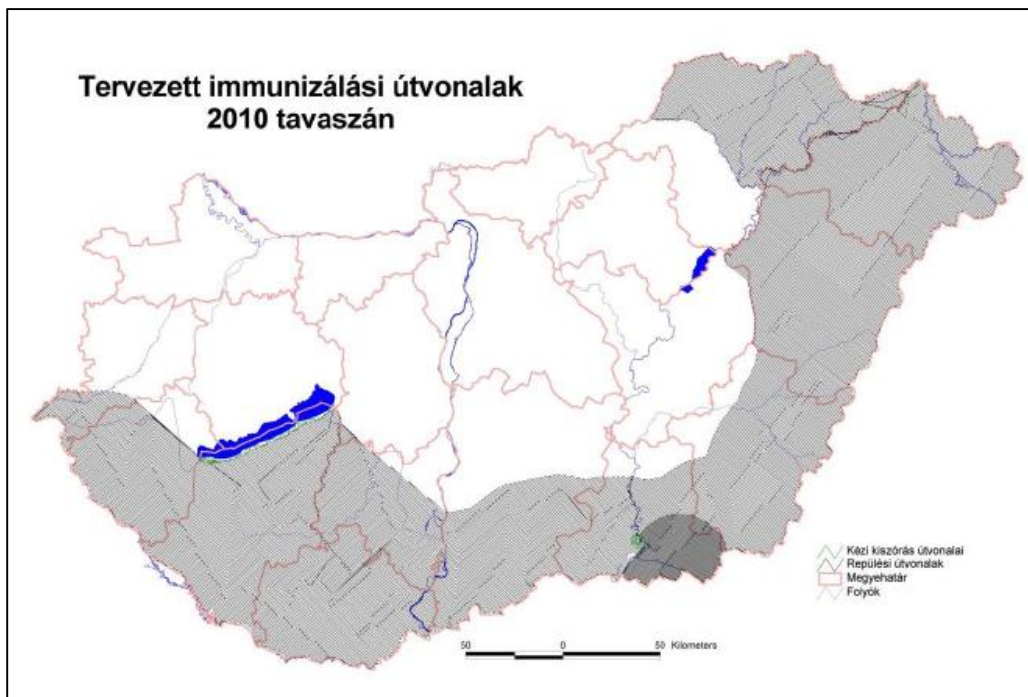 Tervezett immunizálási útvonalak
2010 tavaszán
Kézi kiszórás útvonalai
Repülési útvonalak
Megyehatár
Folyók
50 0 50 Kilometers